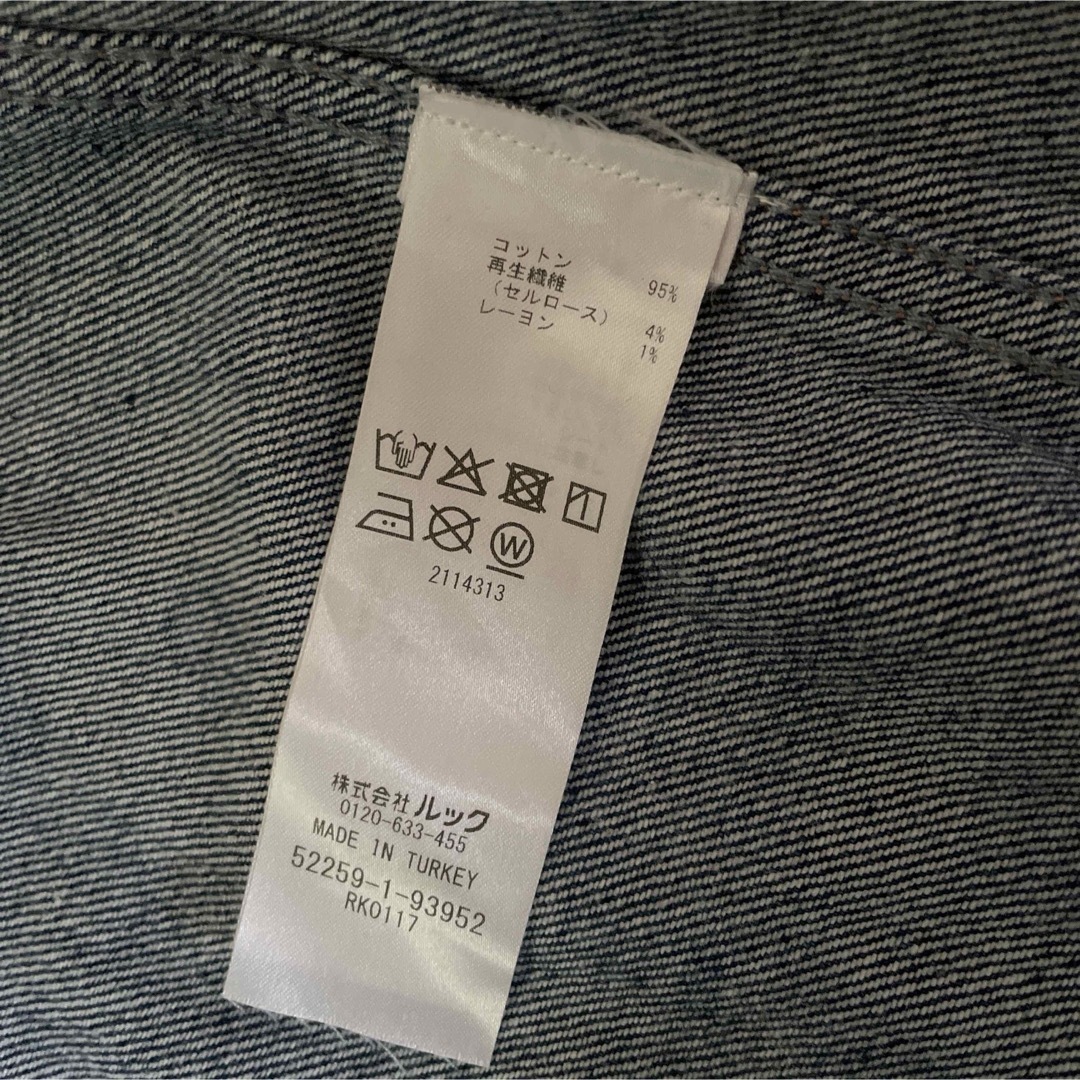 コットン 95%
再生繊維
（セルロース） 4%
レーヨン 1%
W
2114313
株式会社ルック
0120-633-455
MADE IN TURKEY
52259-1-93952
RK0117